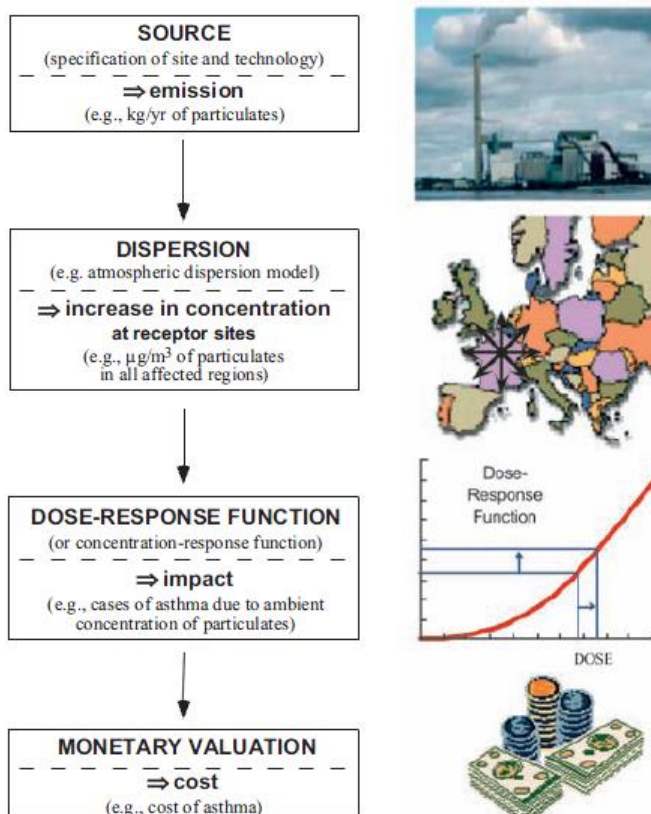 SOURCE
(specification of site and technology)
⇒ emission
(e.g., kg/yr of particulates)
DISPERSION
(e.g. atmospheric dispersion model)
⇒ increase in concentration
at receptor sites
(e.g., µg/m³ of particulates
in all affected regions)
DOSE-RESPONSE FUNCTION
(or concentration-response function)
⇒ impact
(e.g., cases of asthma due to ambient
concentration of particulates)
Dose-
Response
Function
DOSE
MONETARY VALUATION
⇒ cost
(e.g., cost of asthma)